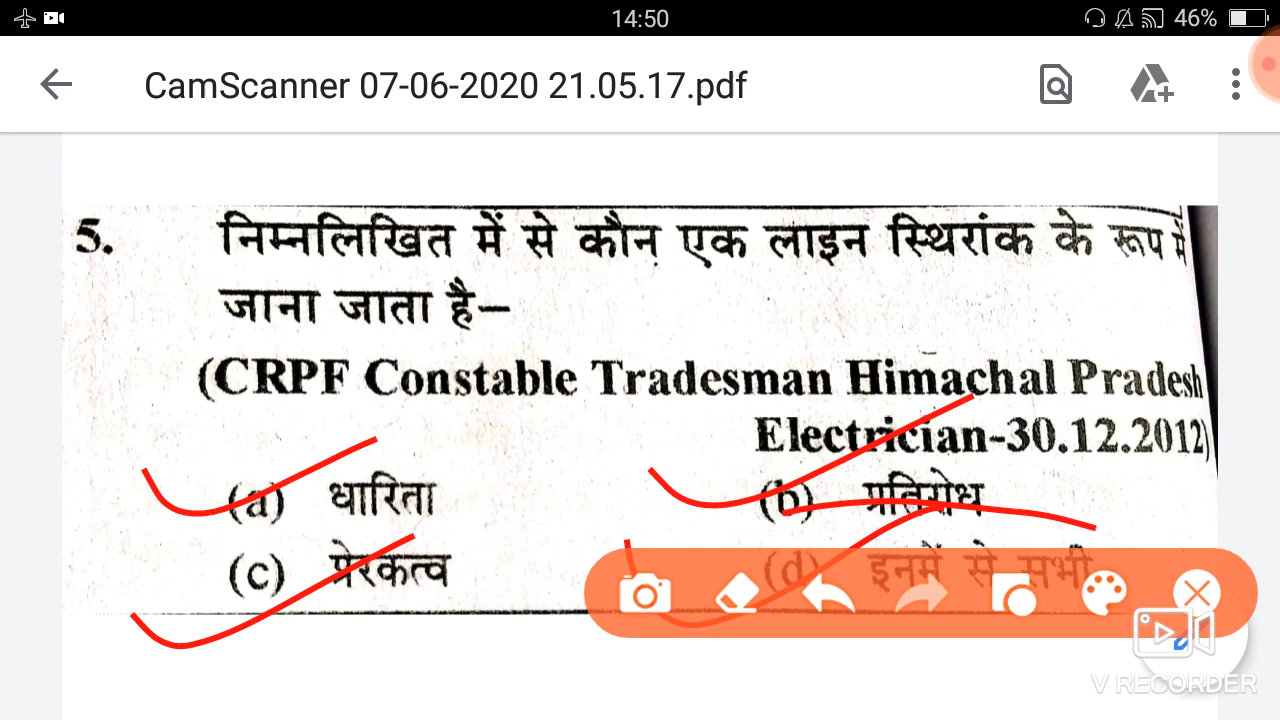 14:50 46%
CamScanner 07-06-2020 21.05.17.pdf
5. निम्नलिखित में से कौन एक लाइन स्थिरांक के रूप में
जाना जाता है—
(CRPF Constable Tradesman Himachal Pradesh
Electrician-30.12.2012)
(a) धारिता (b) प्रतिरोध
(c) प्रेरकत्व (d) इनमें से सभी
V RECORDER